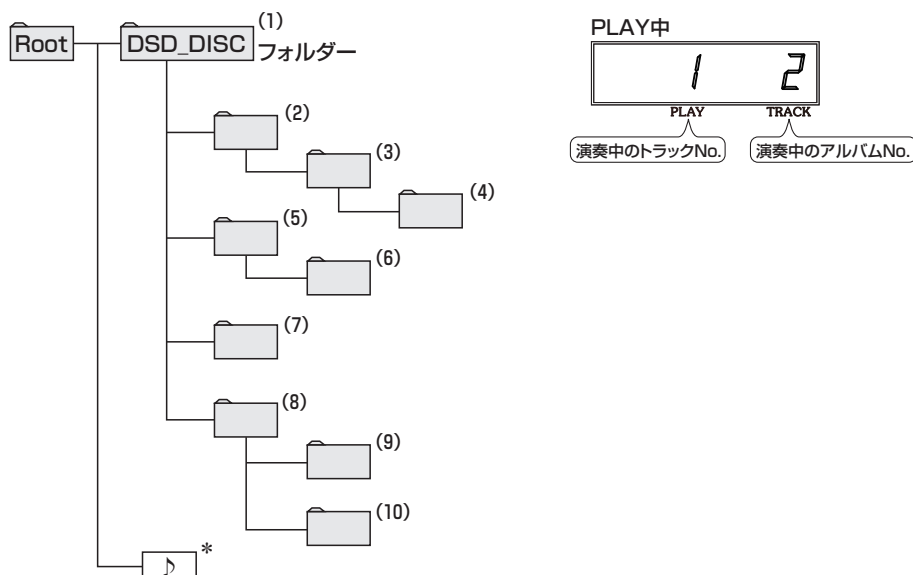 Root
DSD_DISC
(1)
フォルダー
(2)
(3)
(4)
(5)
(6)
(7)
(8)
(9)
(10)
♪
*
PLAY中
1 2
PLAY TRACK
演奏中のトラックNo. 演奏中のアルバムNo.